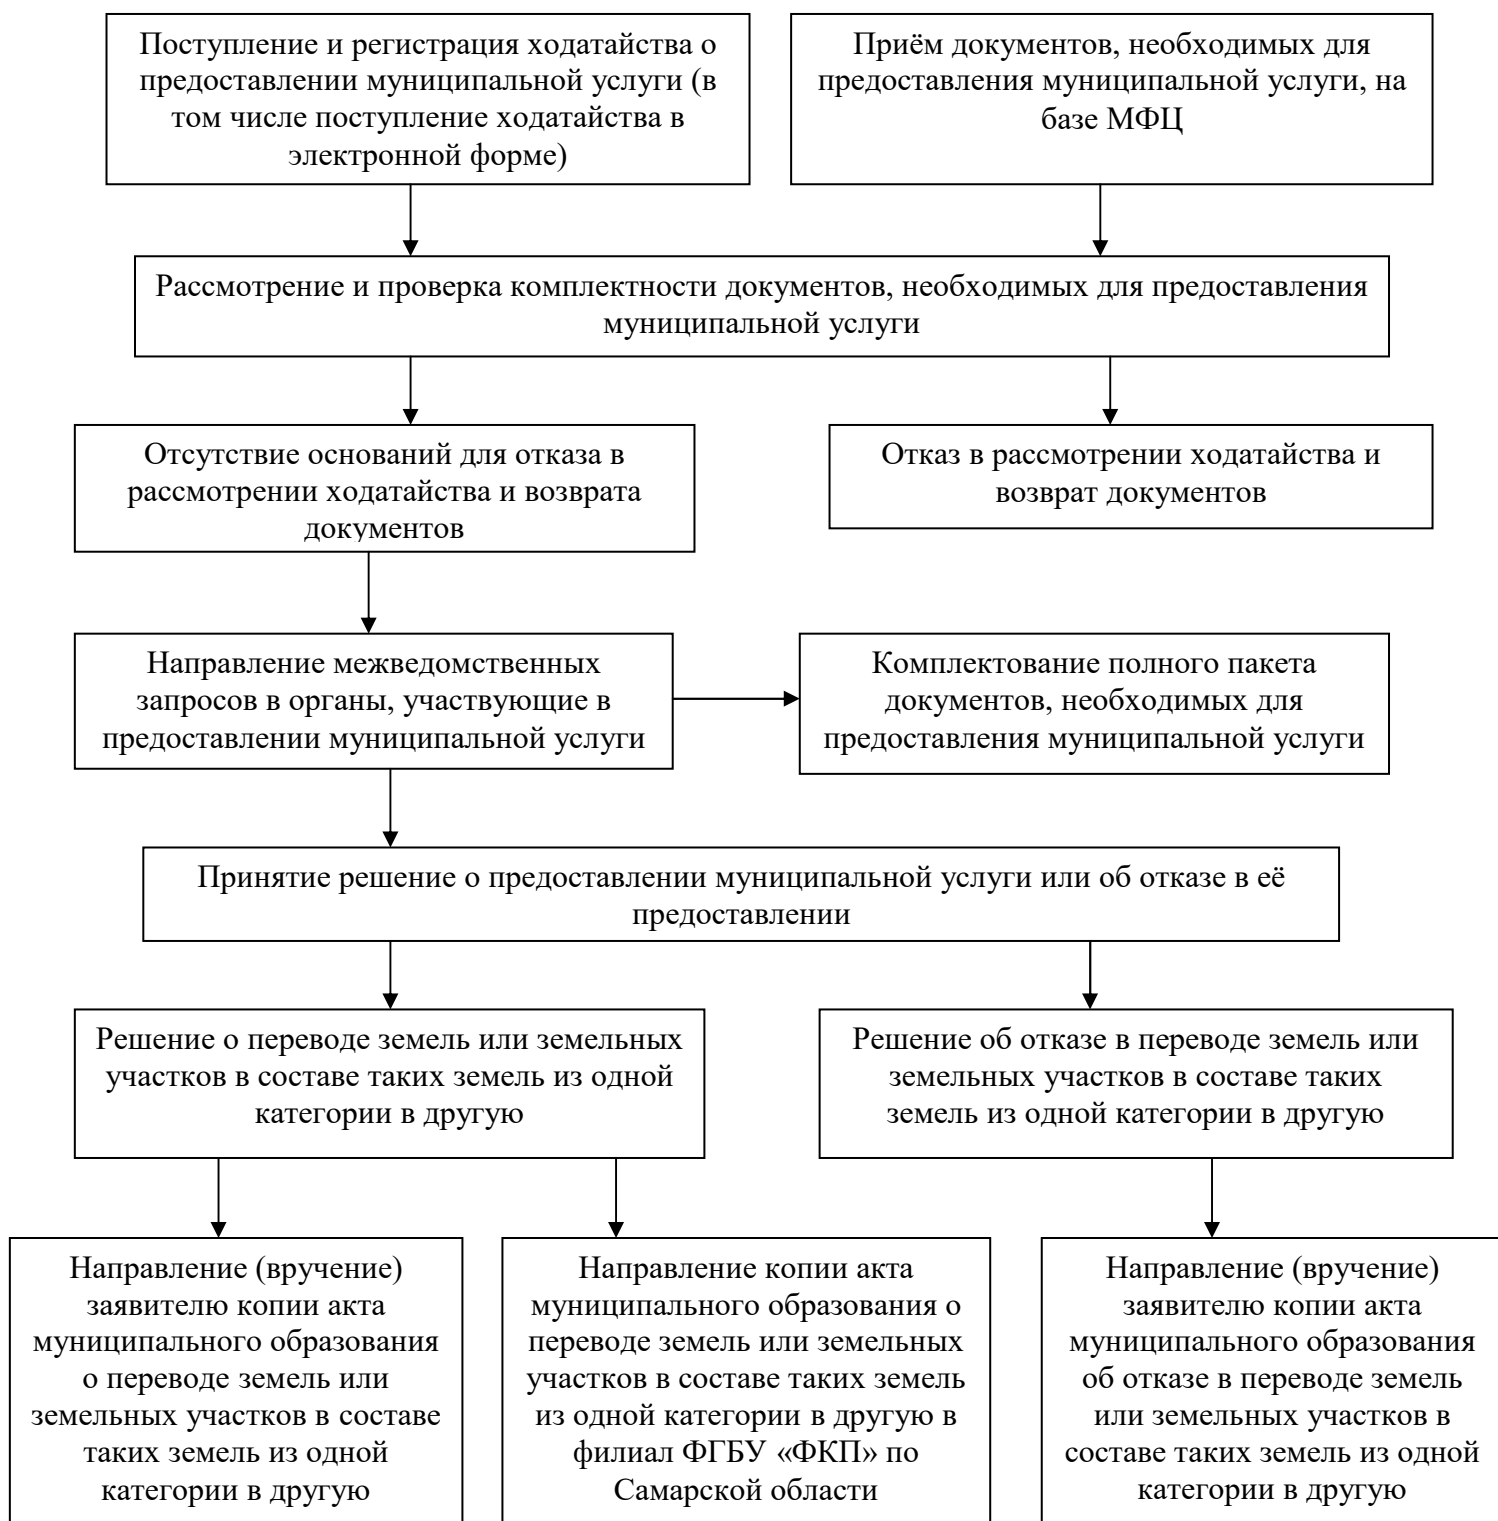 Поступление и регистрация ходатайства о
предоставлении муниципальной услуги (в
том числе поступление ходатайства в
электронной форме)
Приём документов, необходимых для
предоставления муниципальной услуги, на
базе МФЦ
Рассмотрение и проверка комплектности документов, необходимых для предоставления
муниципальной услуги
Отсутствие оснований для отказа в
рассмотрении ходатайства и возврата
документов
Отказ в рассмотрении ходатайства и
возврат документов
Направление межведомственных
запросов в органы, участвующие в
предоставлении муниципальной услуги
Комплектование полного пакета
документов, необходимых для
предоставления муниципальной услуги
Принятие решение о предоставлении муниципальной услуги или об отказе в её
предоставлении
Решение о переводе земель или земельных
участков в составе таких земель из одной
категории в другую
Решение об отказе в переводе земель или
земельных участков в составе таких
земель из одной категории в другую
Направление (вручение)
заявителю копии акта
муниципального образования
о переводе земель или
земельных участков в составе
таких земель из одной
категории в другую
Направление копии акта
муниципального образования о
переводе земель или земельных
участков в составе таких земель
из одной категории в другую в
филиал ФГБУ «ФКП» по
Самарской области
Направление (вручение)
заявителю копии акта
муниципального образования
об отказе в переводе земель
или земельных участков в
составе таких земель из одной
категории в другую